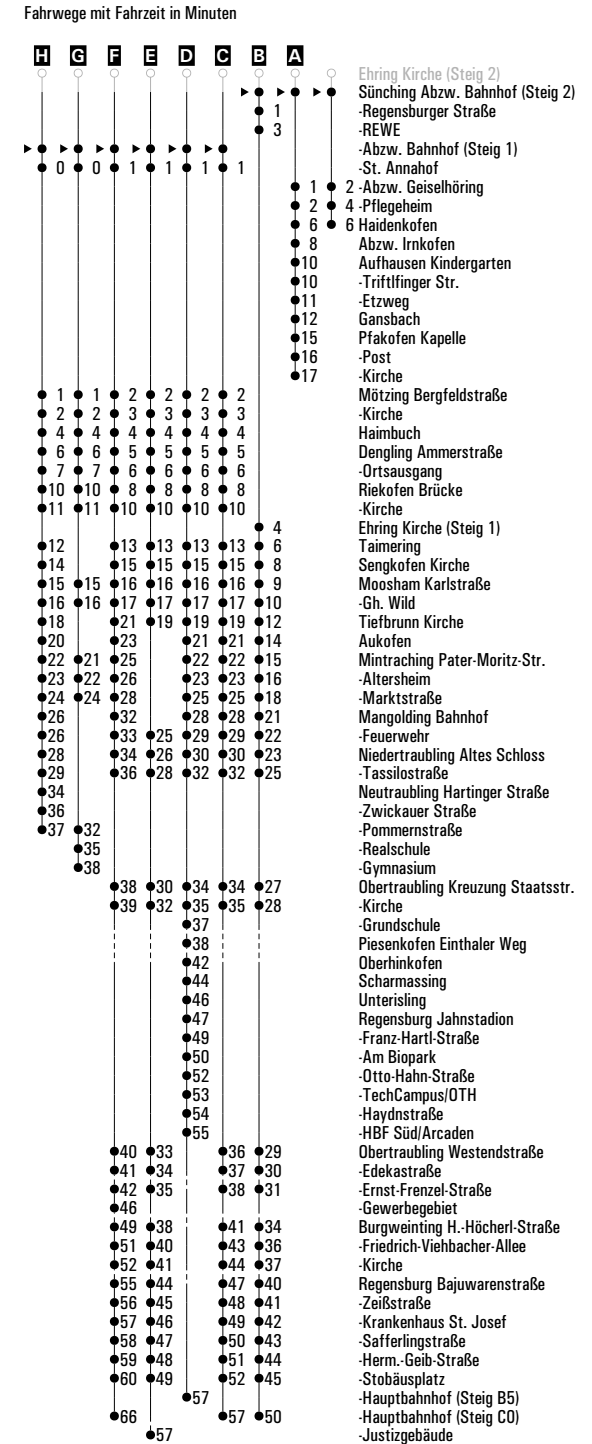 Fahrwege mit Fahrzeit in Minuten
H G F E D C B A
Ehring Kirche (Steig 2)
Sünching Abzw. Bahnhof (Steig 2)
1 -Regensburger Straße
3 -REWE
-Abzw. Bahnhof (Steig 1)
0 0 1 1 1 1 -St. Annahof
1 2 -Abzw. Geiselhöring
2 4 -Pflegeheim
6 6 Haidenkofen
8 Abzw. Irnkofen
10 Aufhausen Kindergarten
10 -Triftlfinger Str.
11 -Etzweg
12 Gansbach
15 Pfakofen Kapelle
16 -Post
17 -Kirche
1 1 2 2 2 2 Mötzing Bergfeldstraße
2 2 3 3 3 3 -Kirche
4 4 4 4 4 4 Haimbuch
6 6 5 5 5 5 Dengling Ammerstraße
7 7 6 6 6 6 -Ortsausgang
10 10 8 8 8 8 Riekofen Brücke
11 11 10 10 10 10 -Kirche
4 Ehring Kirche (Steig 1)
12 13 13 13 13 6 Taimering
14 15 15 15 15 8 Sengkofen Kirche
15 15 16 16 16 16 9 Moosham Karlstraße
16 16 17 17 17 17 10 -Gh. Wild
18 21 19 19 19 12 Tiefbrunn Kirche
20 23 21 21 14 Aukofen
22 21 25 22 22 15 Mintraching Pater-Moritz-Str.
23 22 26 23 23 16 -Altersheim
24 24 28 25 25 18 -Marktstraße
26 32 28 28 21 Mangolding Bahnhof
26 33 25 29 29 22 -Feuerwehr
28 34 26 30 30 23 Niedertraubling Altes Schloss
29 36 28 32 32 25 -Tassilostraße
34 Neutraubling Hartinger Straße
36 -Zwickauer Straße
37 32 -Pommernstraße
35 -Realschule
38 -Gymnasium
38 30 34 34 27 Obertraubling Kreuzung Staatsstr.
39 32 35 35 28 -Kirche
37 -Grundschule
38 Piesenkofen Einthaler Weg
42 Oberhinkofen
44 Scharmassing
46 Unterisling
47 Regensburg Jahnstadion
49 -Franz-Hartl-Straße
50 -Am Biopark
52 -Otto-Hahn-Straße
53 -TechCampus/OTH
54 -Haydnstraße
55 -HBF Süd/Arcaden
40 33 36 29 Obertraubling Westendstraße
41 34 37 30 -Edekastraße
42 35 38 31 -Ernst-Frenzel-Straße
46 -Gewerbegebiet
49 38 41 34 Burgweinting H.-Höcherl-Straße
51 40 43 36 -Friedrich-Viehbacher-Allee
52 41 44 37 -Kirche
55 44 47 40 Regensburg Bajuwarenstraße
56 45 48 41 -Zeißstraße
57 46 49 42 -Krankenhaus St. Josef
58 47 50 43 -Safferlingstraße
59 48 51 44 -Herm.-Geib-Straße
60 49 52 45 -Stobäusplatz
57 -Hauptbahnhof (Steig B5)
66 57 50 -Hauptbahnhof (Steig C0)
57 -Justizgebäude